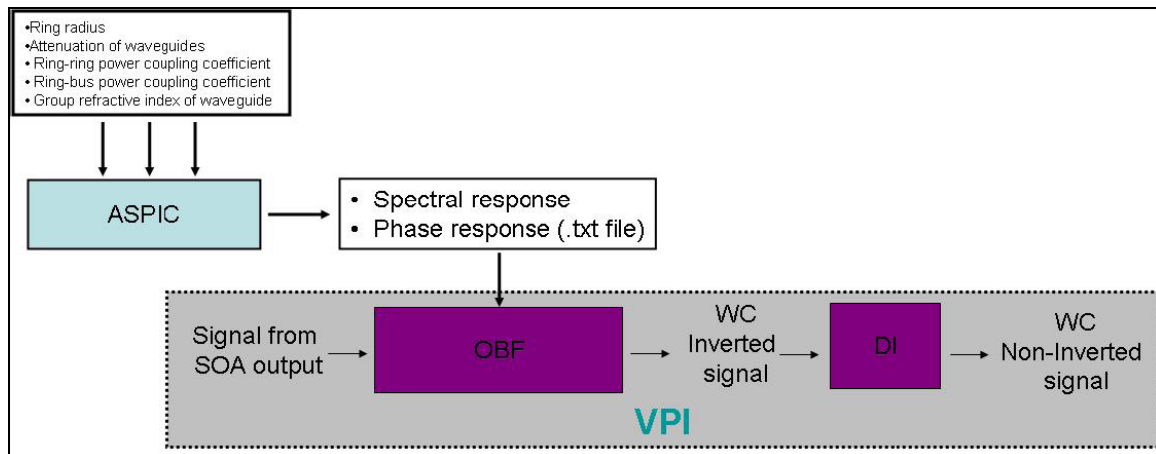 •Ring radius
•Attenuation of waveguides
• Ring-ring power coupling coefficient
• Ring-bus power coupling coefficient
• Group refractive index of waveguide
ASPIC
• Spectral response
• Phase response (.txt file)
Signal from
SOA output
OBF
WC
Inverted
signal
DI
WC
Non-Inverted
signal
VPI